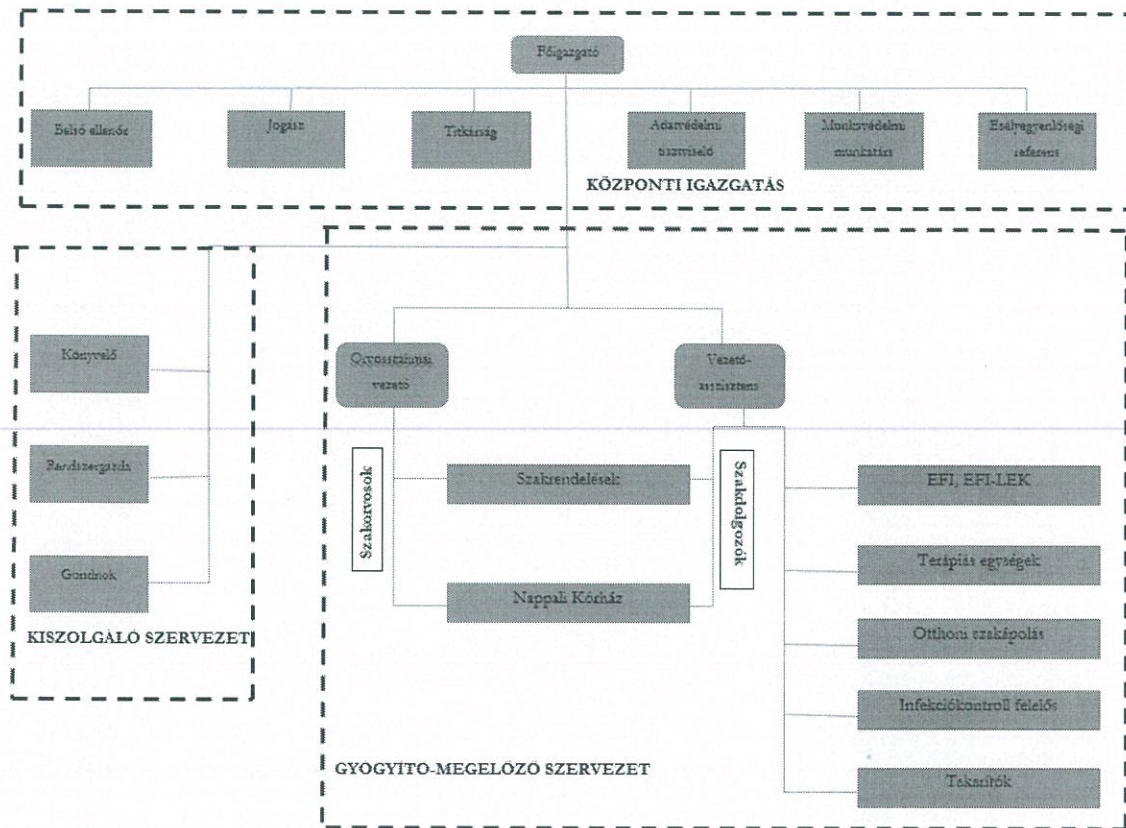 Főigazgató
Belső ellenőr
Jogász
Titkárság
Adatvédelmi
tisztviselő
Munkavédelmi
munkatárs
Esélyegyenlőségi
referens
KÖZPONTI IGAZGATÁS
Könyvelő
Rendszergazda
Gondnok
KISZOLGÁLÓ SZERVEZET
Orvosszakmai
vezető
Vezető-
asszisztens
Szakorvosok
Szakdolgozók
Szakrendelések
Nappali Kórház
EFI, EFI-LEK
Terápiás egységek
Otthoni szakápolás
Infekciókontroll felelős
Takarítók
GYÓGYÍTO-MEGELŐZŐ SZERVEZET